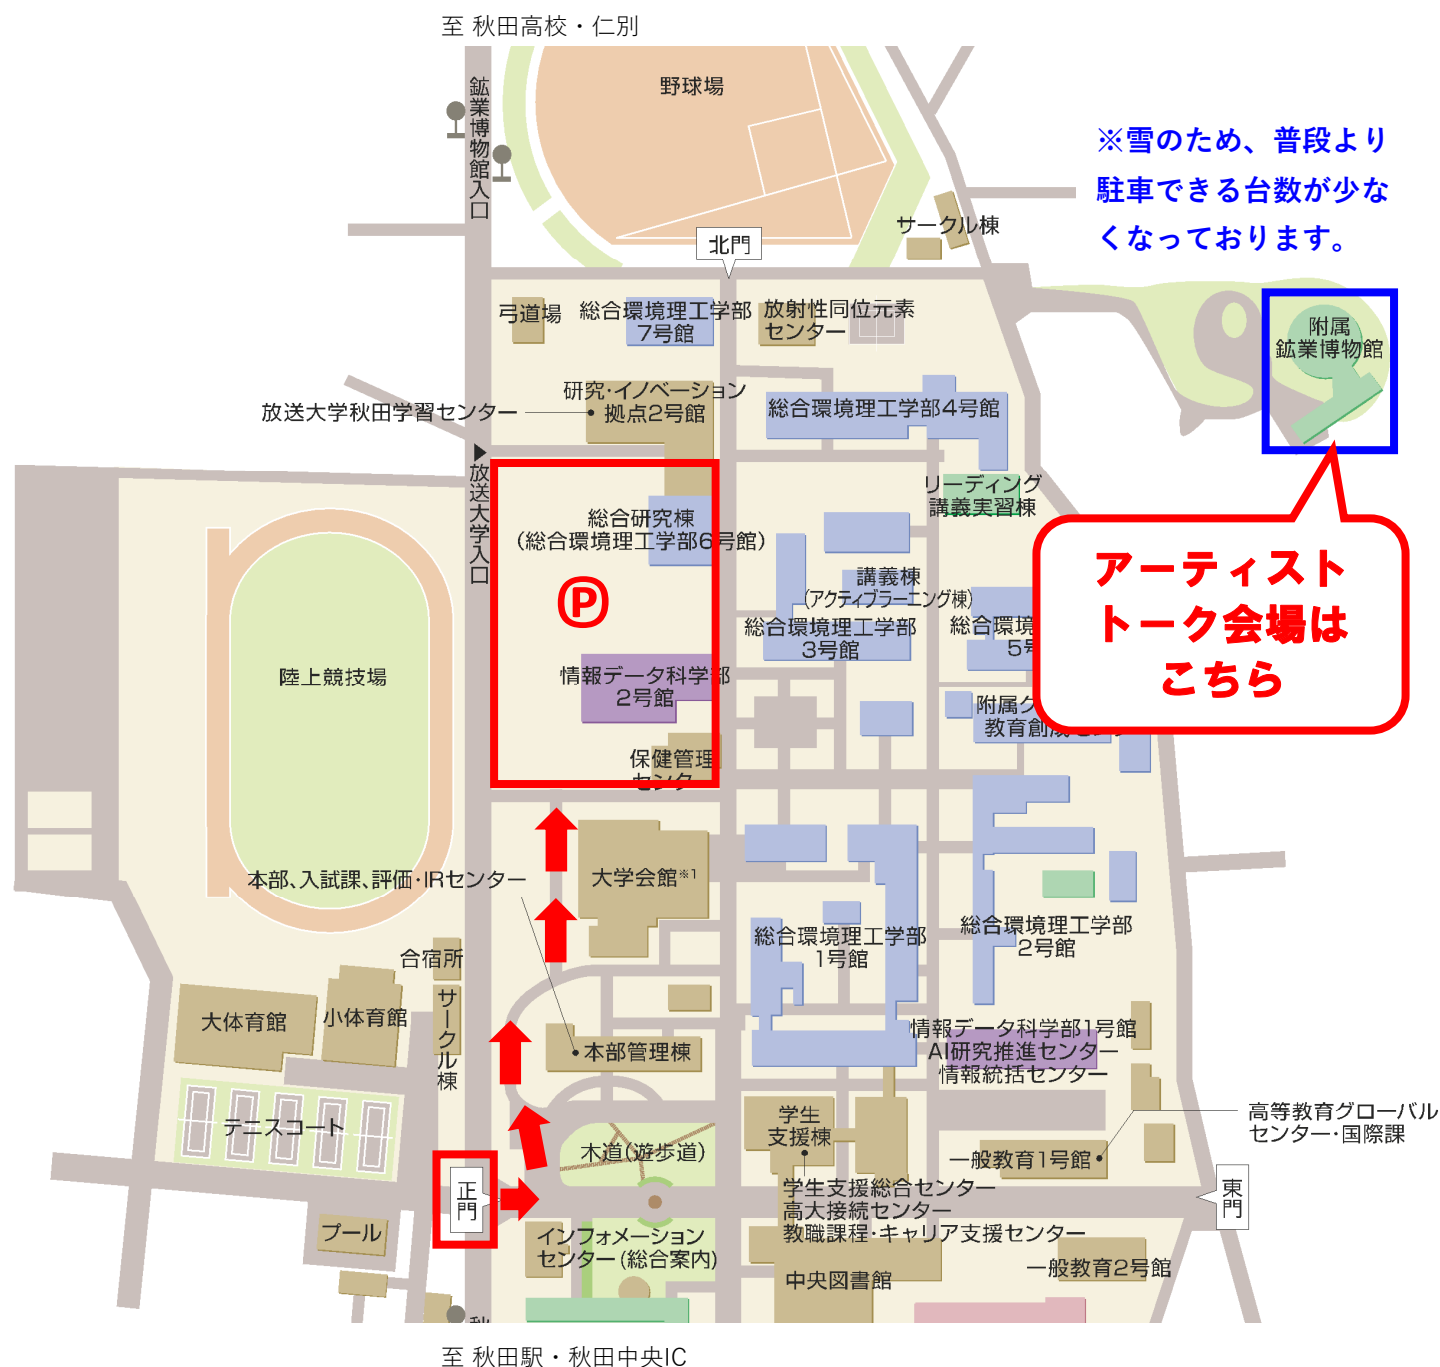 至 秋田高校・仁別
鉱業博物館入口
野球場
※雪のため、普段より
駐車できる台数が少な
くなっております。
サークル棟
北門
弓道場
総合環境理工学部
7号館
放射性同位元素
センター
附属
鉱業博物館
研究・イノベーション
拠点2号館
放送大学秋田学習センター
総合環境理工学部4号館
放送大学入口
リーディング
講義実習棟
総合研究棟
(総合環境理工学部6号館)
P
講義棟
(アクティブラーニング棟)
総合環境理工学部
3号館
総合環境
5号
アーティスト
トーク会場は
こちら
陸上競技場
情報データ科学部
2号館
附属ク
教育創成センタ
保健管理
センター
大学会館※1
本部、入試課、評価・IRセンター
総合環境理工学部
1号館
総合環境理工学部
2号館
合宿所
サークル棟
大体育館
小体育館
本部管理棟
情報データ科学部1号館
AI研究推進センター
情報統括センター
テニスコート
学生
支援棟
高等教育グローバル
センター・国際課
木道(遊歩道)
一般教育1号館
正門
学生支援総合センター
高大接続センター
教職課程・キャリア支援センター
東門
プール
インフォメーション
センター(総合案内)
中央図書館
一般教育2号館
秋
至 秋田駅・秋田中央IC